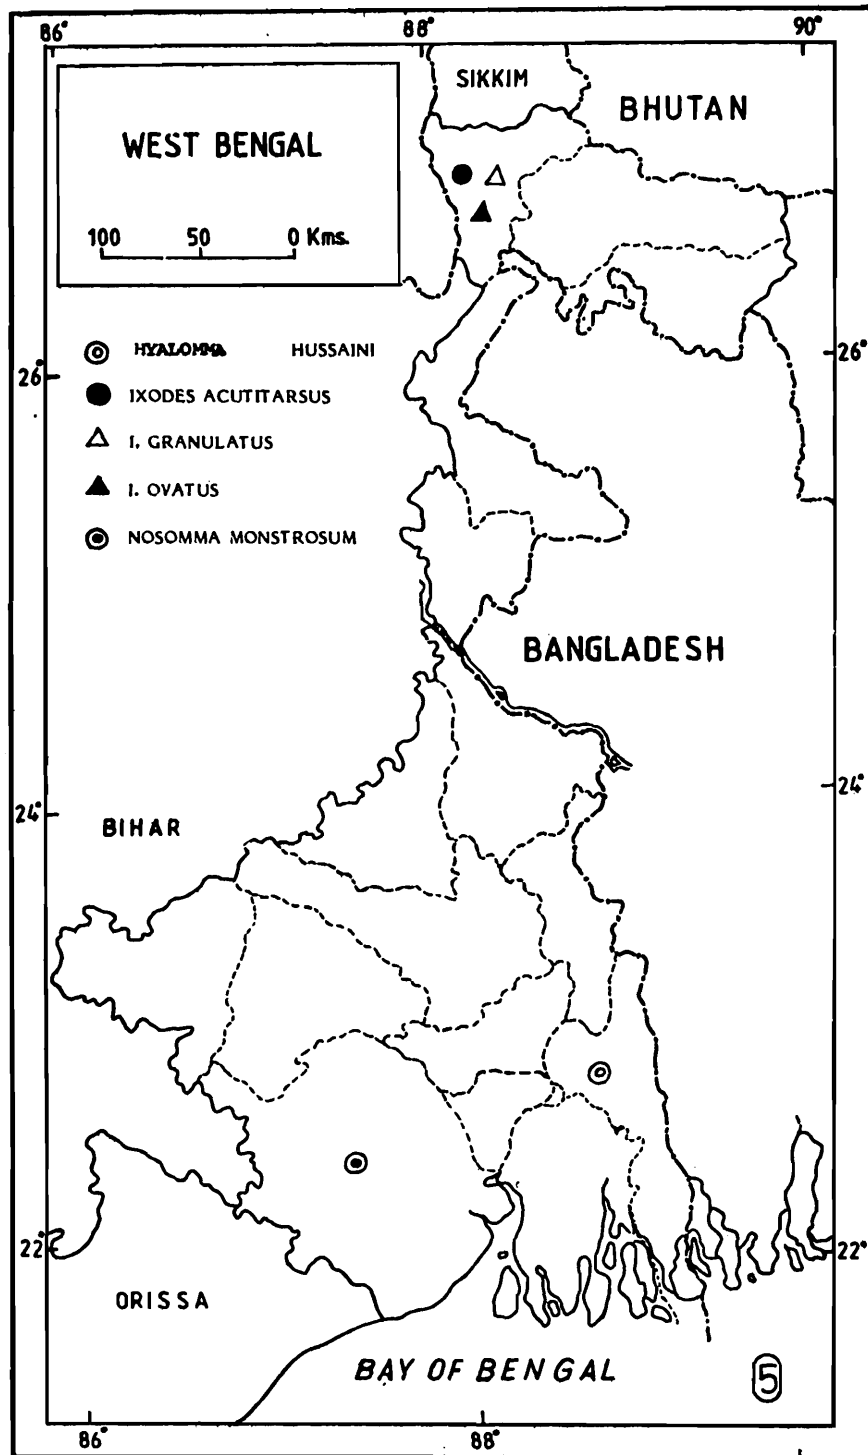 86° 88° 90°
SIKKIM
BHUTAN
WEST BENGAL
100 50 0 Kms.
HYALOMMA HUSSAINI
26° 26°
IXODES ACUTITARSUS
I. GRANULATUS
I. OVATUS
NOSOMMA MONSTROSUM
BANGLADESH
24° 24°
BIHAR
22° 22°
ORISSA
BAY OF BENGAL
5
86° 88°